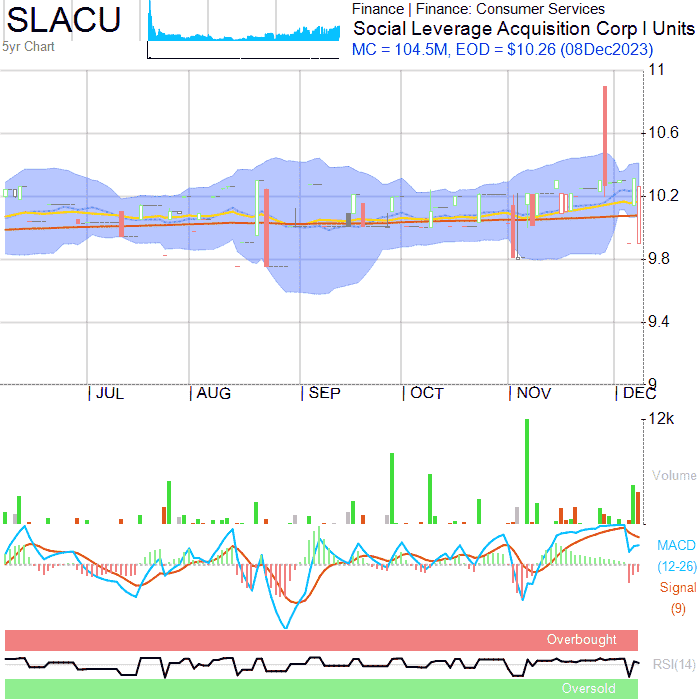 SLACU
5yr Chart
Finance | Finance: Consumer Services
Social Leverage Acquisition Corp I Units
MC = 104.5M, EOD = $10.26 (08Dec2023)
11
10.6
10.2
9.8
9.4
9
JUL AUG SEP OCT NOV DEC
12k
Volume
MACD
(12-26)
Signal
(9)
Overbought
RSI(14)
Oversold